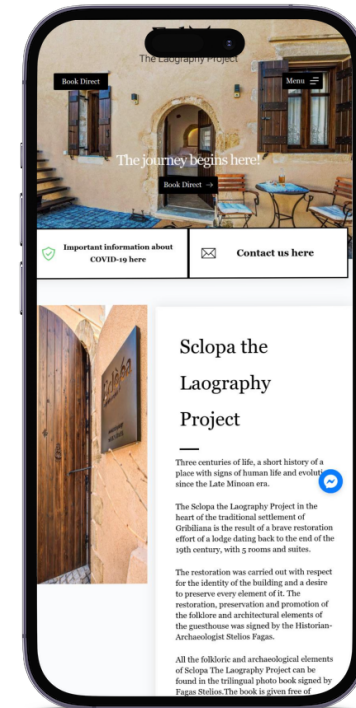 The Laography Project
Book Direct
Menu
The journey begins here!
Book Direct →
Important information about
COVID-19 here
Contact us here
Sclopa
Sclopa the
Laography
Project
Three centuries of life, a short history of a
place with signs of human life and evolution
since the Late Minoan era.
The Sclopa the Laography Project in the
heart of the traditional settlement of
Gribiliana is the result of a brave restoration
effort of a lodge dating back to the end of the
19th century, with 5 rooms and suites.
The restoration was carried out with respect
for the identity of the building and a desire
to preserve every element of it. The
restoration, preservation and promotion of
the folklore and architectural elements of
the guesthouse was signed by the Historian-
Archaeologist Stelios Fagas.
All the folkloric and archaeological elements
of Sclopa The Laography Project can be
found in the trilingual photo book signed by
Fagas Stelios.The book is given free of